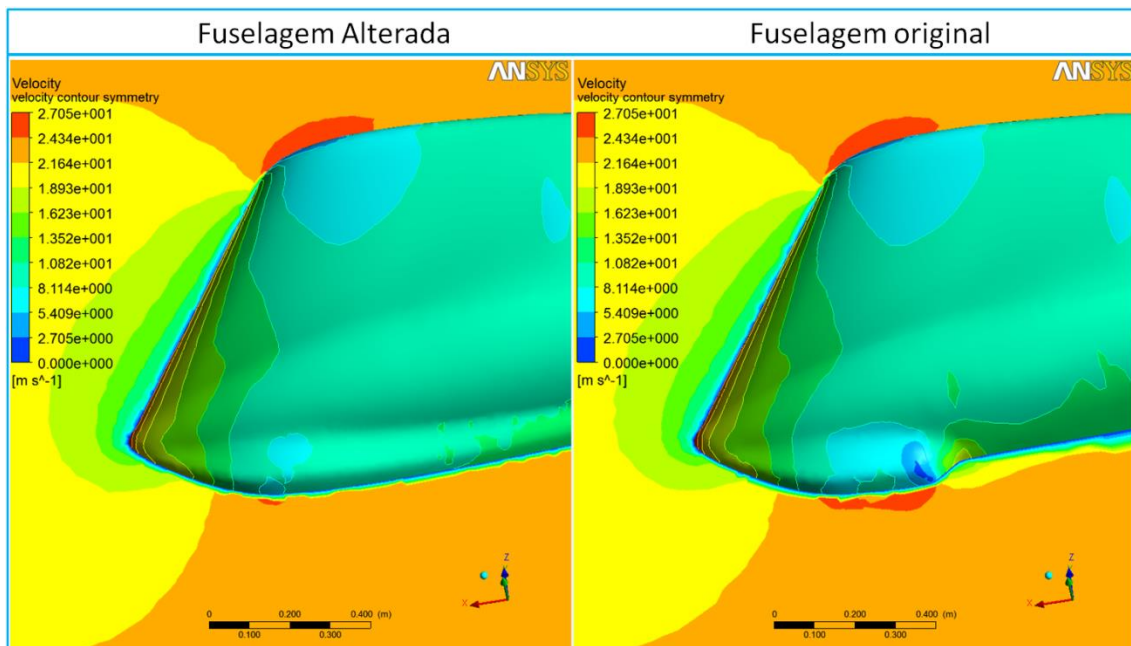 Fuselagem Alterada
Fuselagem original
ANSYS
Velocity
velocity contour symmetry
2.705e+001
2.434e+001
2.164e+001
1.893e+001
1.623e+001
1.352e+001
1.082e+001
8.114e+000
5.409e+000
2.705e+000
0.000e+000
[m s^-1]
Z
X
0 0.200 0.400 (m)
0.100 0.300
ANSYS
Velocity
velocity contour symmetry
2.705e+001
2.434e+001
2.164e+001
1.893e+001
1.623e+001
1.352e+001
1.082e+001
8.114e+000
5.409e+000
2.705e+000
0.000e+000
[m s^-1]
Z
X
0 0.200 0.400 (m)
0.100 0.300